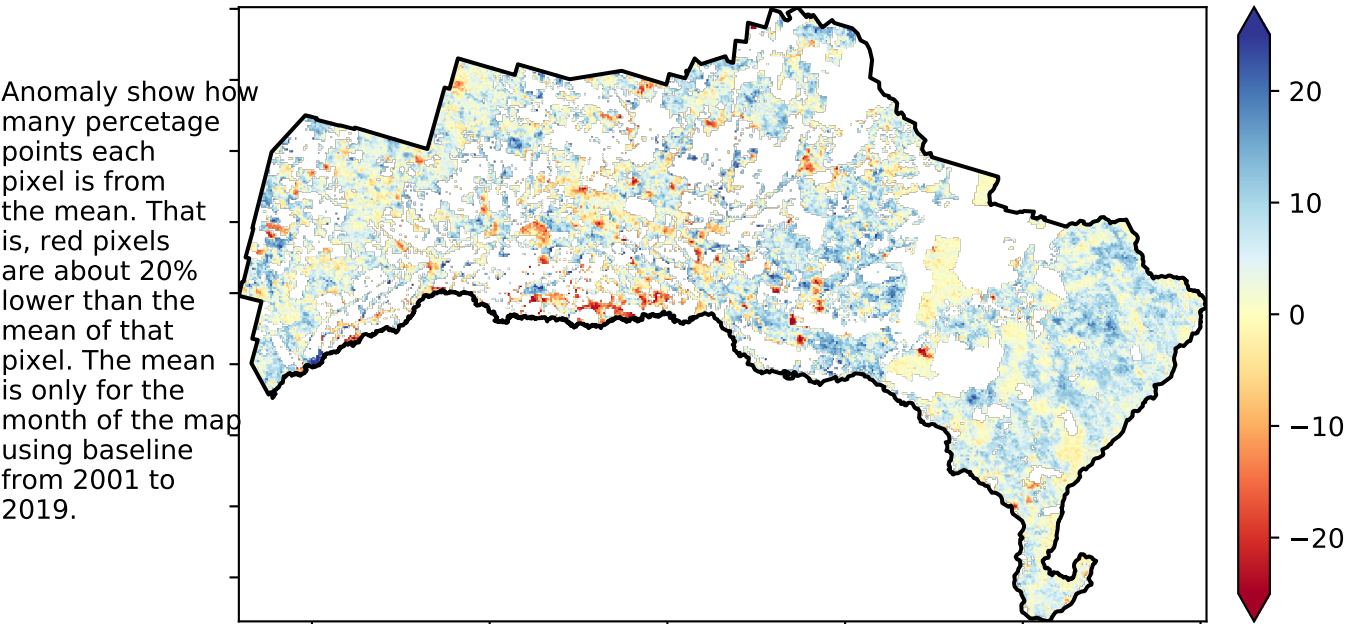 Anomaly show how
many percetage
points each
pixel is from
the mean. That
is, red pixels
are about 20%
lower than the
mean of that
pixel. The mean
is only for the
month of the map
using baseline
from 2001 to
2019.
20
10
0
−10
−20